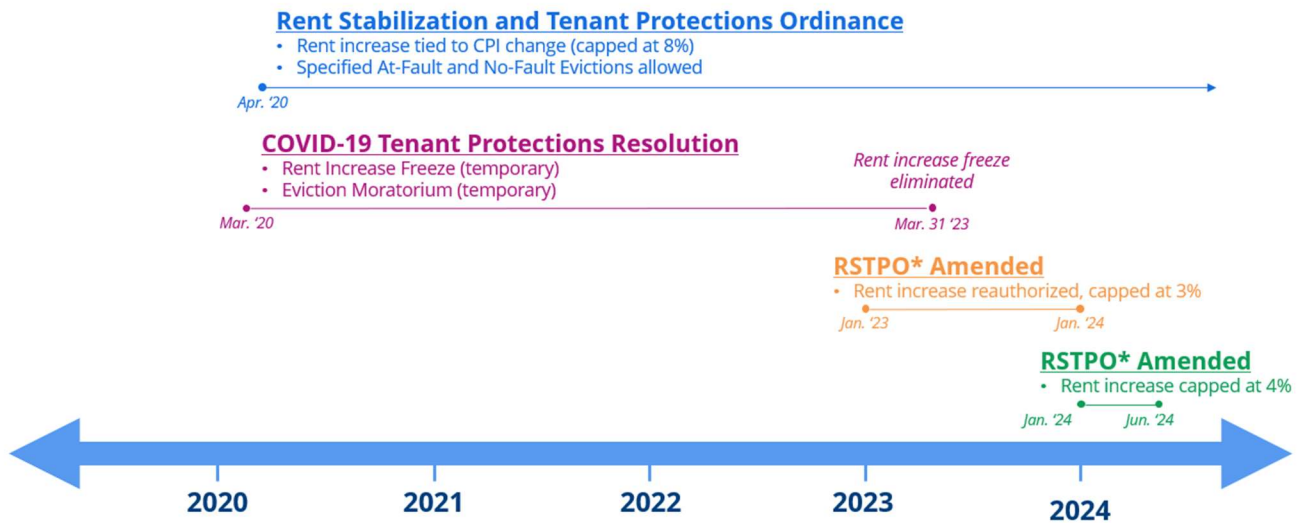 Rent Stabilization and Tenant Protections Ordinance
• Rent increase tied to CPI change (capped at 8%)
• Specified At-Fault and No-Fault Evictions allowed
Apr. ‘20
COVID-19 Tenant Protections Resolution
• Rent Increase Freeze (temporary)
• Eviction Moratorium (temporary)
Rent increase freeze
eliminated
Mar. ‘20
Mar. 31 ‘23
RSTPO* Amended
• Rent increase reauthorized, capped at 3%
Jan. ‘23
Jan. ‘24
RSTPO* Amended
• Rent increase capped at 4%
Jan. ‘24
Jun. ‘24
2020
2021
2022
2023
2024